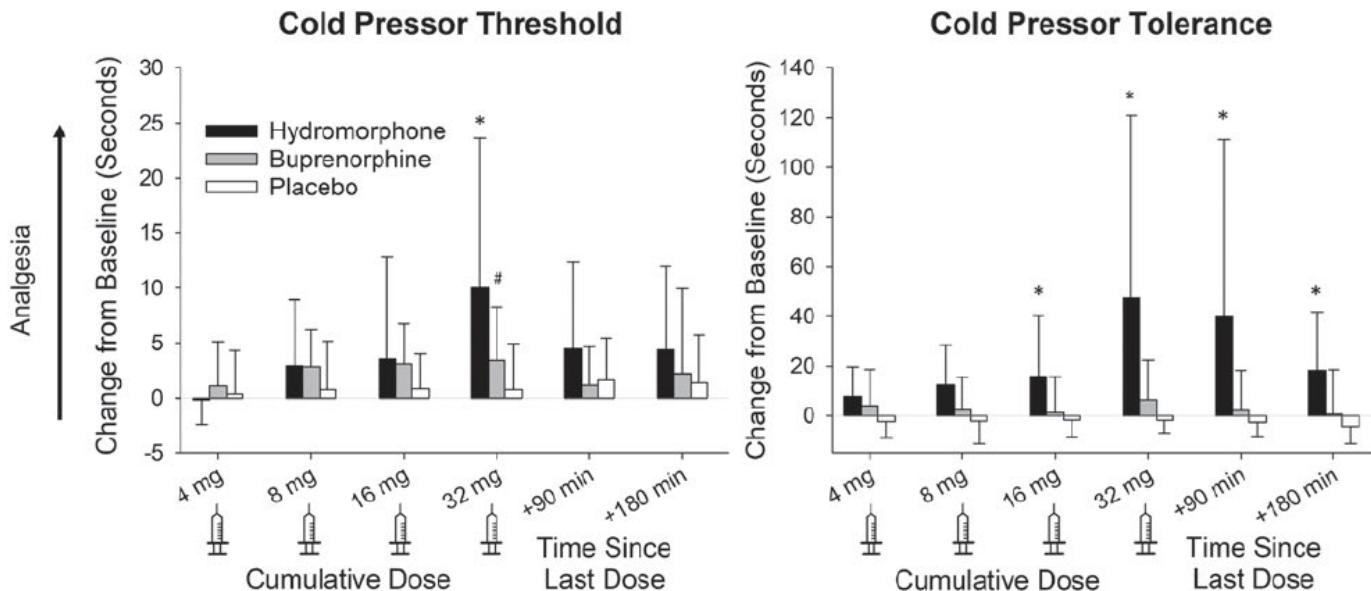 Cold Pressor Threshold
Analgesia
Change from Baseline (Seconds)
30
25
20
15
10
5
0
-5
Hydromorphone
Buprenorphine
Placebo
*
#
4 mg
8 mg
16 mg
32 mg
+90 min
+180 min
Cumulative Dose
Time Since
Last Dose
Cold Pressor Tolerance
Change from Baseline (Seconds)
140
120
100
80
60
40
20
0
*
*
*
*
4 mg
8 mg
16 mg
32 mg
+90 min
+180 min
Cumulative Dose
Time Since
Last Dose